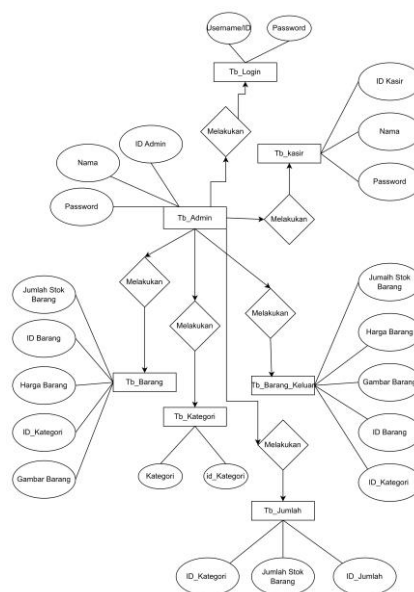 Username/ID
Password
Tb_Login
ID Kasir
Melakukan
ID Admin
Tb_kasir
Nama
Nama
Password
Tb_Admin
Melakukan
Password
Jumlah Stok
Barang
Melakukan
Melakukan
Melakukan
Jumalh Stok
Barang
ID Barang
Harga Barang
Harga Barang
Tb_Barang
Tb_Barang_Keluar
Gambar Barang
ID_Kategori
Tb_Kategori
Melakukan
ID Barang
Gambar Barang
Kategori
id_Kategori
ID_Kategori
Tb_Jumlah
ID_Kategori
Jumlah Stok
Barang
ID_Jumlah